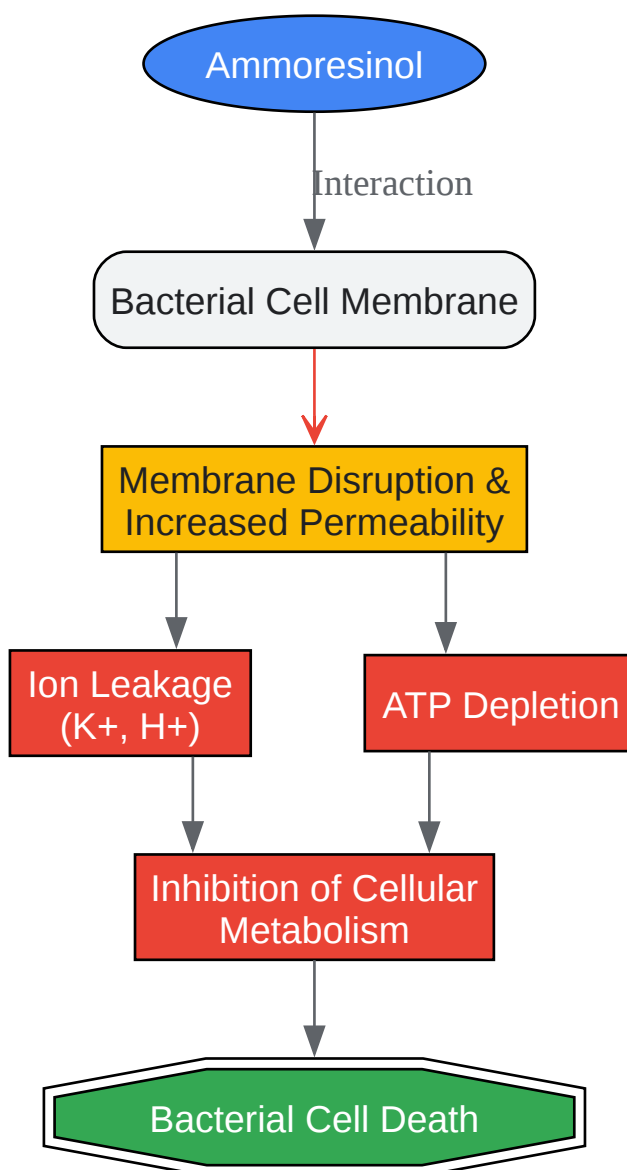 Ammoresinol
Interaction
Bacterial Cell Membrane
Membrane Disruption &
Increased Permeability
Ion Leakage
(K+, H+)
ATP Depletion
Inhibition of Cellular
Metabolism
Bacterial Cell Death